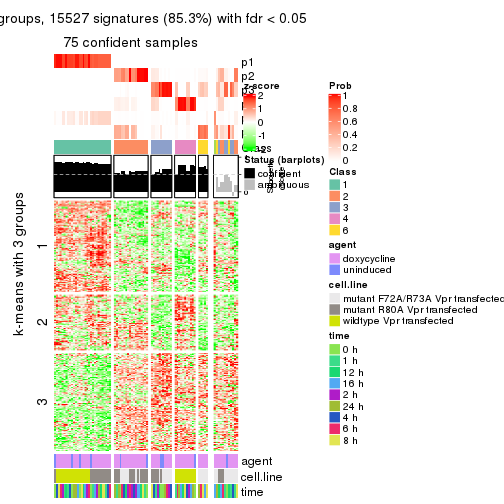 groups, 15527 signatures (85.3%) with fdr < 0.05
75 confident samples
p1
p2
p3
z-score
2
1
0
-1
-2
Class
Status (barplots)
confident
ambiguous
k-means with 3 groups
1
2
3
agent
cell.line
time
Prob
1
0.8
0.6
0.4
0.2
0
Class
1
2
3
4
6
agent
doxycycline
uninduced
cell.line
mutant F72A/R73A Vpr transfected
mutant R80A Vpr transfected
wildtype Vpr transfected
time
0 h
1 h
12 h
16 h
2 h
24 h
4 h
6 h
8 h